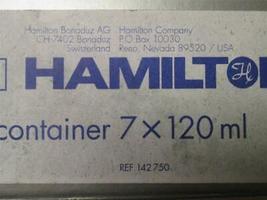 Hamilton Bonaduz AG Hamilton Company
CH-7402 Bonaduz P.O Box 10030
Switzerland Reno, Nevada 89520 / USA
HAMILTO
container 7 × 120 ml
REF 142 750